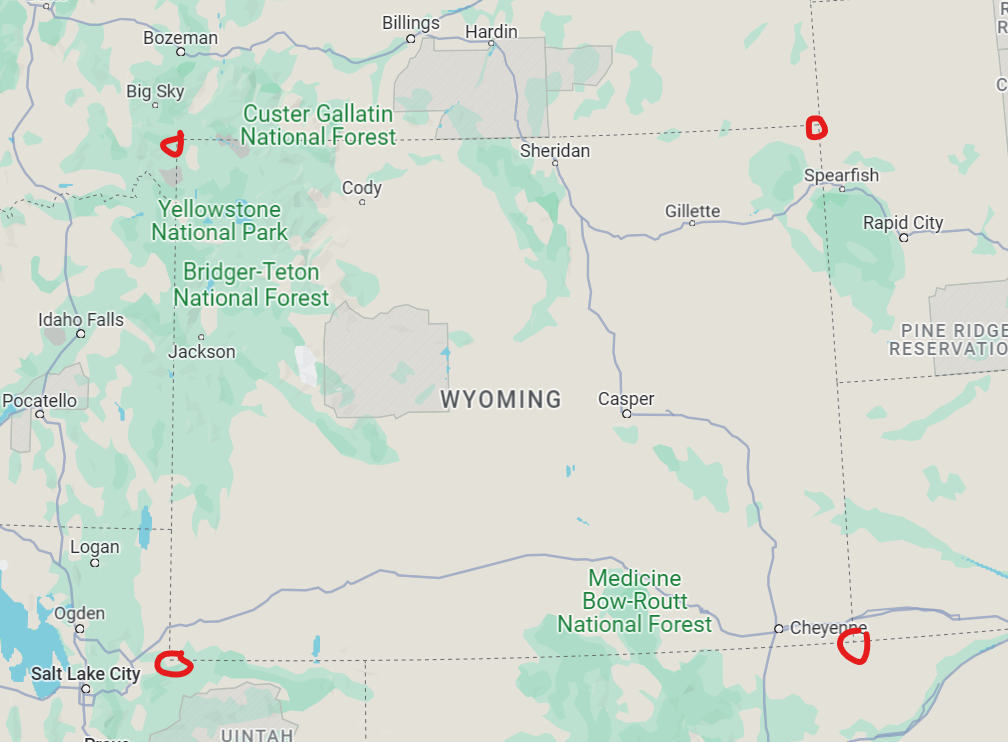 Billings
Hardin
Bozeman
Big Sky
Custer Gallatin
National Forest
Sheridan
Spearfish
Cody
Yellowstone
National Park
Gillette
Rapid City
Bridger-Teton
National Forest
Idaho Falls
Jackson
PINE RIDGE
Pocatello
WYOMING
Casper
Logan
Medicine
Bow-Routt
National Forest
Ogden
Cheyenne
Salt Lake City
UINTAH